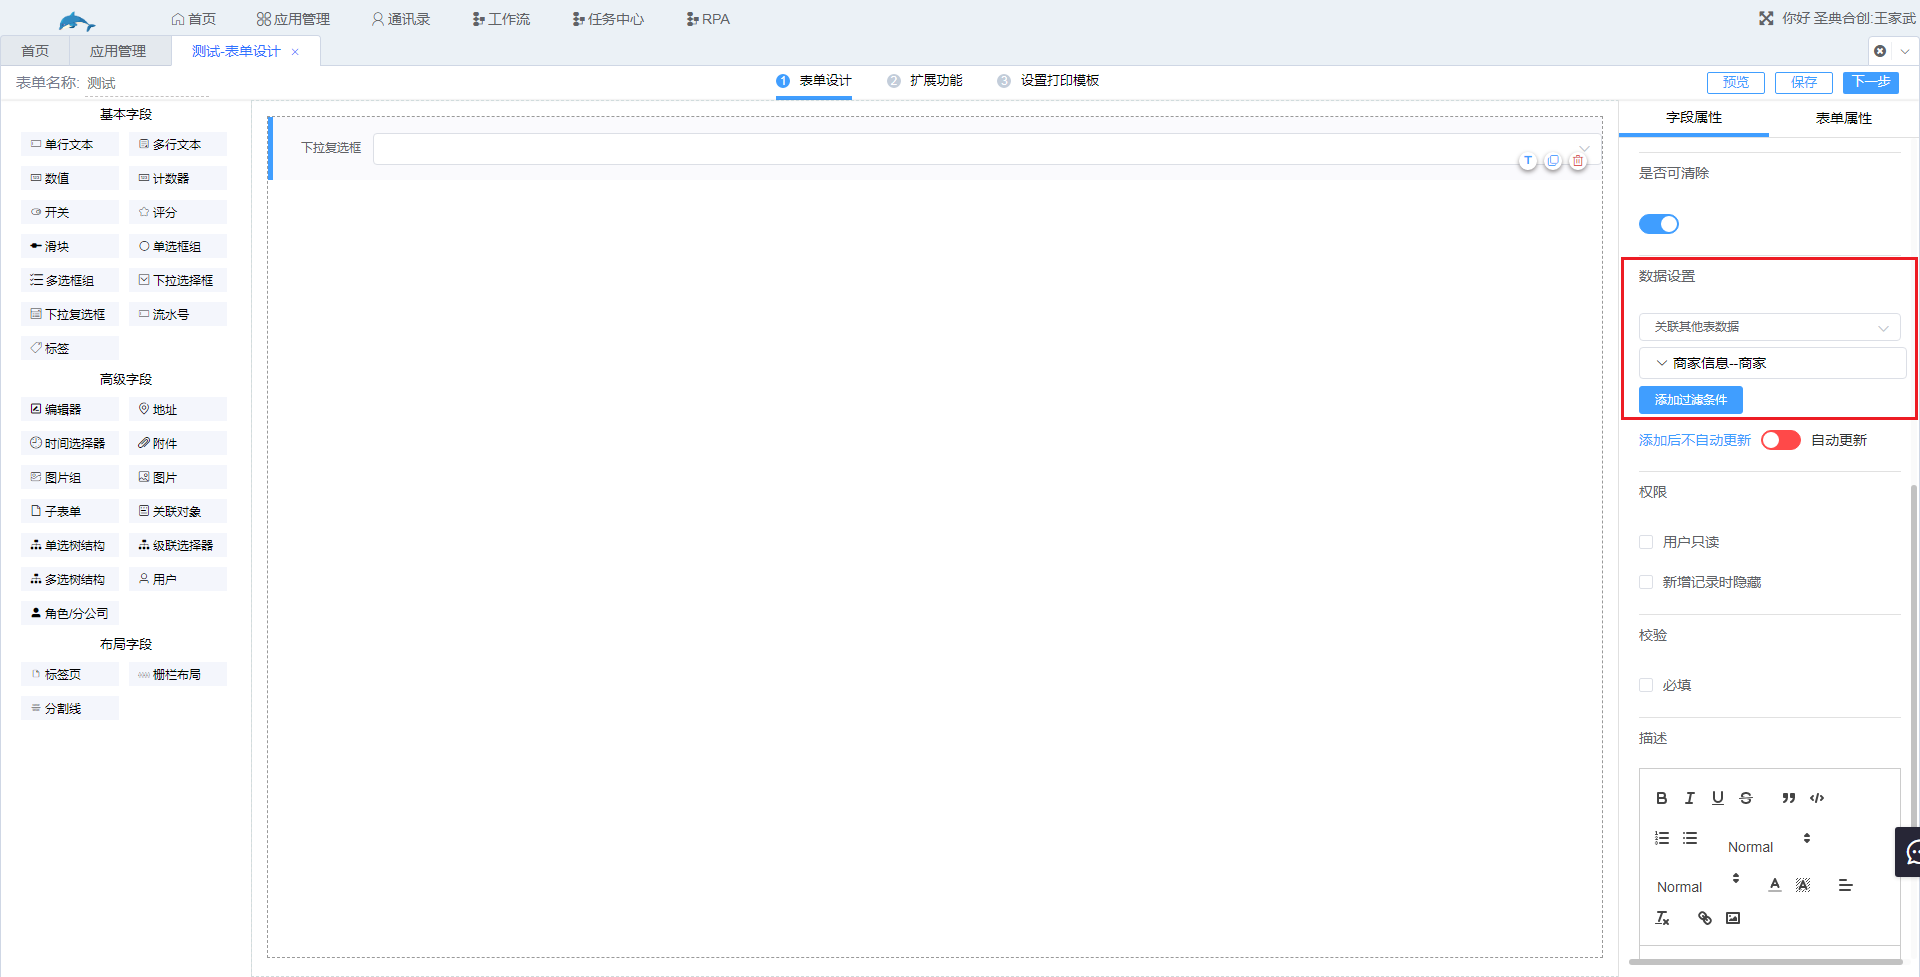 首页
应用管理
通讯录
工作流
任务中心
RPA
你好 圣典合创:王家武
首页
应用管理
测试-表单设计
表单名称: 测试
1 表单设计
2 扩展功能
3 设置打印模板
预览
保存
下一步
基本字段
单行文本
多行文本
数值
计数器
开关
评分
滑块
单选框组
多选框组
下拉选择框
下拉复选框
流水号
标签
高级字段
编辑器
地址
时间选择器
附件
图片组
图片
子表单
关联对象
单选树结构
级联选择器
多选树结构
用户
角色/分公司
布局字段
标签页
栅栏布局
分割线
下拉复选框
T
字段属性
表单属性
是否可清除
数据设置
关联其他表数据
商家信息--商家
添加过滤条件
添加后不自动更新
自动更新
权限
用户只读
新增记录时隐藏
校验
必填
描述
Normal
Normal